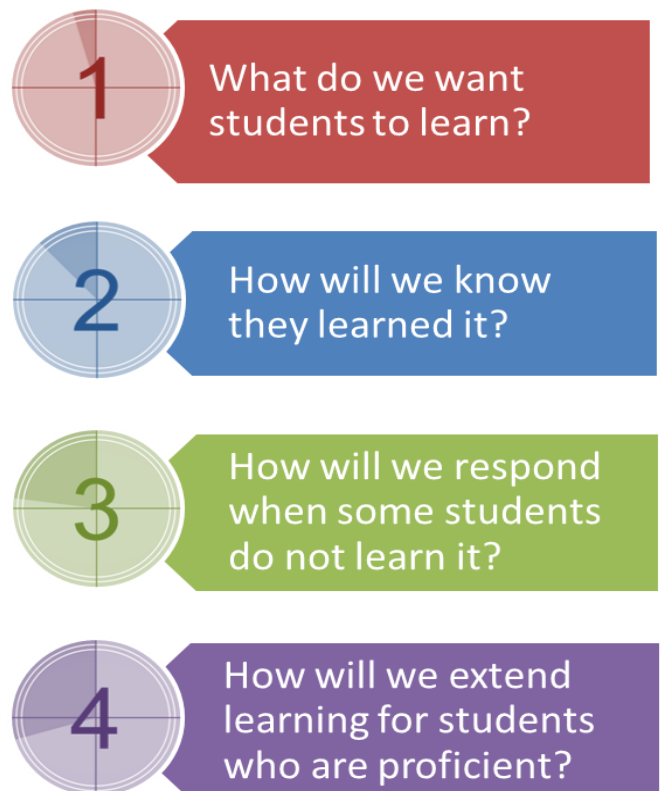 1
What do we want
students to learn?
2
How will we know
they learned it?
3
How will we respond
when some students
do not learn it?
4
How will we extend
learning for students
who are proficient?